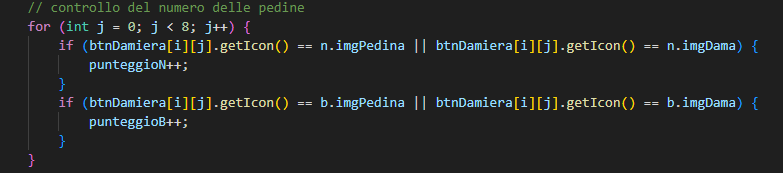 // controllo del numero delle pedine
for (int j = 0; j < 8; j++) {
if (btnDamiera[i][j].getIcon() == n.imgPedina || btnDamiera[i][j].getIcon() == n.imgDama) {
punteggioN++;
}
if (btnDamiera[i][j].getIcon() == b.imgPedina || btnDamiera[i][j].getIcon() == b.imgDama) {
punteggioB++;
}
}